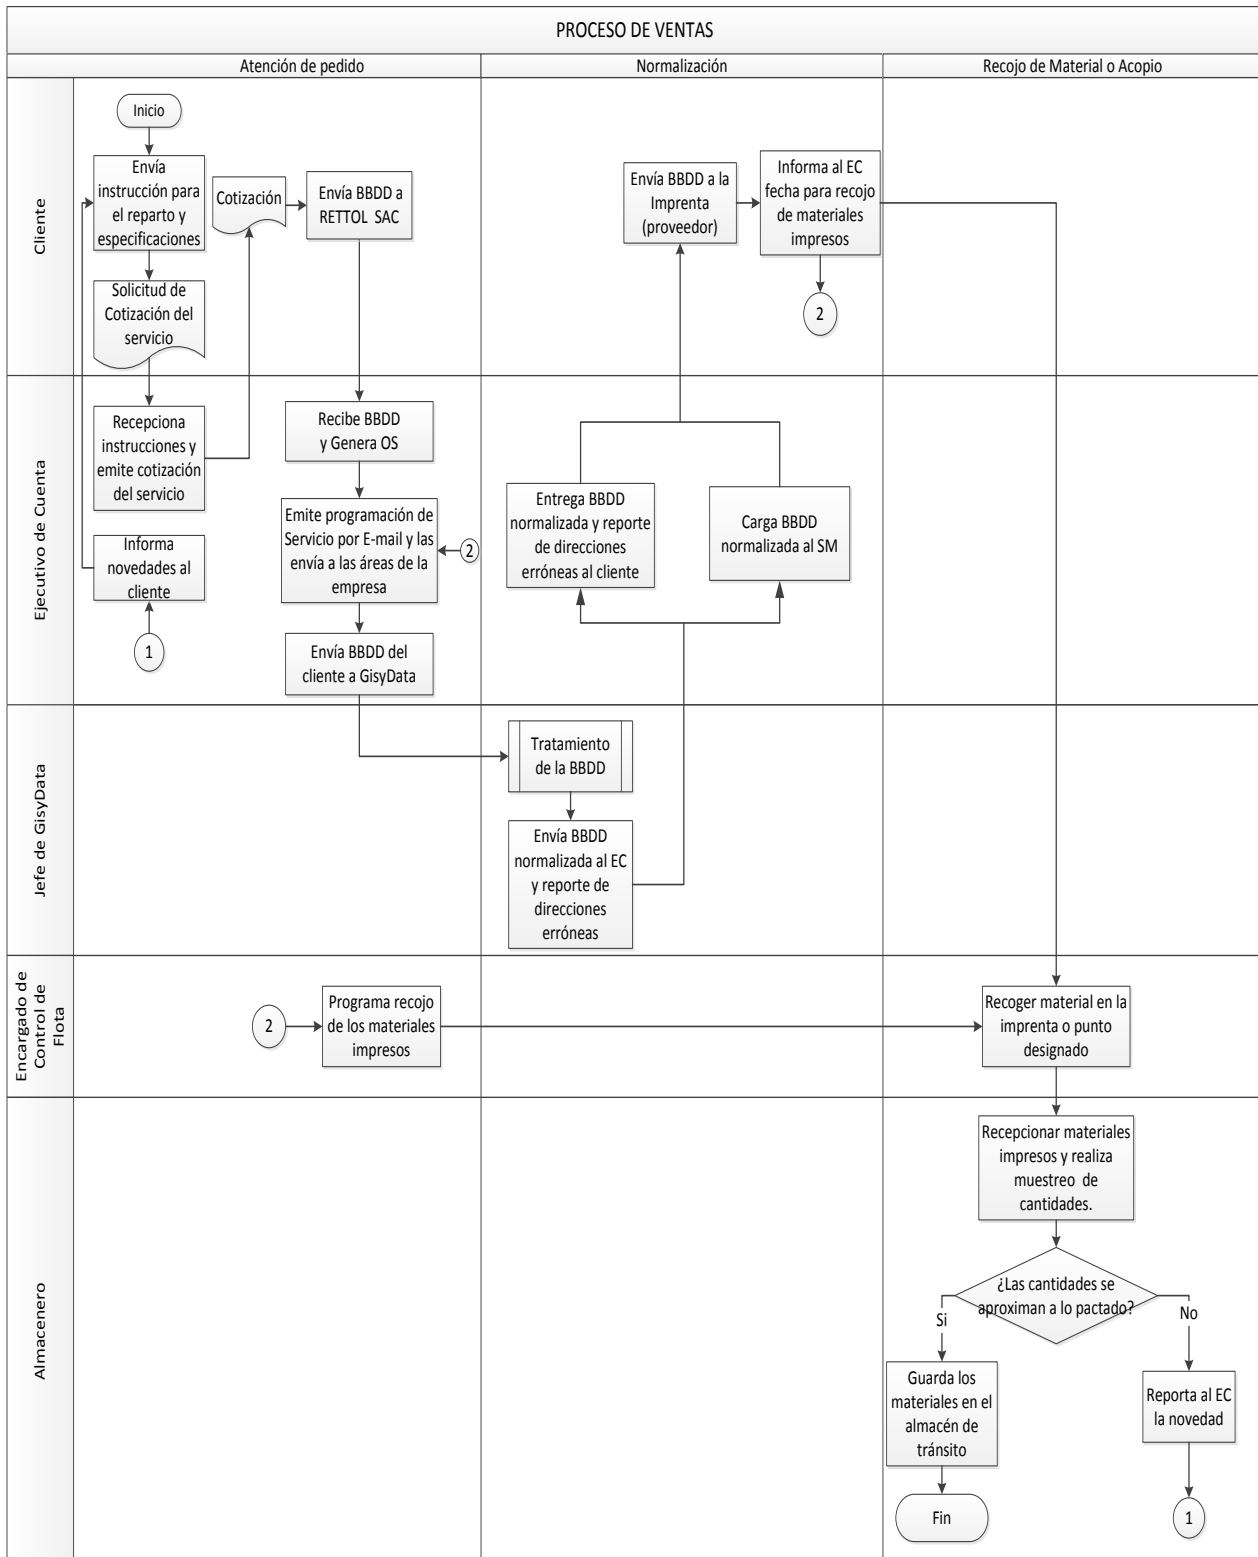 PROCESO DE VENTAS
Atención de pedido
Normalización
Recojo de Material o Acopio
Cliente
Inicio
Envía
instrucción para
el reparto y
especificaciones
Solicitud de
Cotización del
servicio
Cotización
Envía BBDD a
RETTOL SAC
Envía BBDD a la
Imprenta
(proveedor)
Informa al EC
fecha para recojo
de materiales
impresos
2
Ejecutivo de Cuenta
Recepciona
instrucciones y
emite cotización
del servicio
Informa
novedades al
cliente
1
Recibe BBDD
y Genera OS
Emite programación de
Servicio por E-mail y las
envía a las áreas de la
empresa
2
Envía BBDD del
cliente a GisyData
Entrega BBDD
normalizada y reporte
de direcciones
erróneas al cliente
Carga BBDD
normalizada al SM
Jefe de GisyData
Tratamiento
de la BBDD
Envía BBDD
normalizada al EC
y reporte de
direcciones
erróneas
Encargado de
Control de
Flota
2
Programa recojo
de los materiales
impresos
Recoger material en la
imprenta o punto
designado
Almacenero
Recepcionar materiales
impresos y realiza
muestreo de
cantidades.
¿Las cantidades se
aproximan a lo pactado?
Si
No
Guarda los
materiales en el
almacén de
tránsito
Reporta al EC
la novedad
Fin
1